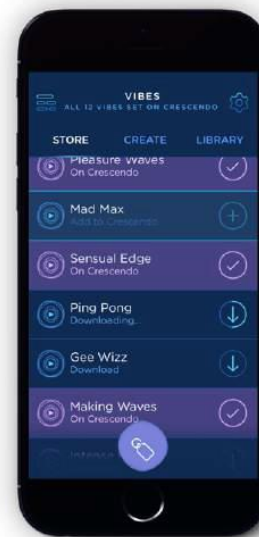 VIBES
ALL 12 VIBES SET ON CRESCENDO
STORE CREATE LIBRARY
Pleasure Waves
On Crescendo
Mad Max
Add to Crescendo
Sensual Edge
On Crescendo
Ping Pong
Downloading..
Gee Wizz
Download
Making Waves
On Crescendo
Intense